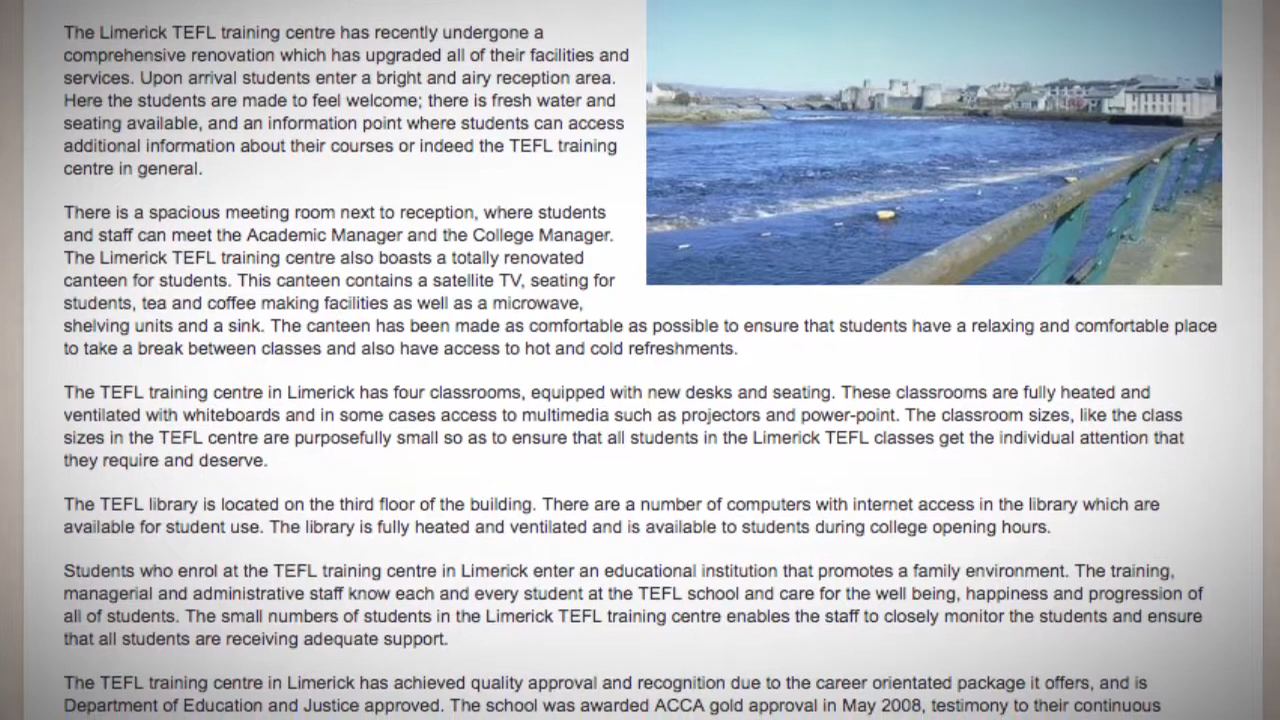 The Limerick TEFL training centre has recently undergone a
comprehensive renovation which has upgraded all of their facilities and
services. Upon arrival students enter a bright and airy reception area.
Here the students are made to feel welcome; there is fresh water and
seating available, and an information point where students can access
additional information about their courses or indeed the TEFL training
centre in general.
There is a spacious meeting room next to reception, where students
and staff can meet the Academic Manager and the College Manager.
The Limerick TEFL training centre also boasts a totally renovated
canteen for students. This canteen contains a satellite TV, seating for
students, tea and coffee making facilities as well as a microwave,
shelving units and a sink. The canteen has been made as comfortable as possible to ensure that students have a relaxing and comfortable place
to take a break between classes and also have access to hot and cold refreshments.
The TEFL training centre in Limerick has four classrooms, equipped with new desks and seating. These classrooms are fully heated and
ventilated with whiteboards and in some cases access to multimedia such as projectors and power-point. The classroom sizes, like the class
sizes in the TEFL centre are purposefully small so as to ensure that all students in the Limerick TEFL classes get the individual attention that
they require and deserve.
The TEFL library is located on the third floor of the building. There are a number of computers with internet access in the library which are
available for student use. The library is fully heated and ventilated and is available to students during college opening hours.
Students who enrol at the TEFL training centre in Limerick enter an educational institution that promotes a family environment. The training,
managerial and administrative staff know each and every student at the TEFL school and care for the well being, happiness and progression of
all of students. The small numbers of students in the Limerick TEFL training centre enables the staff to closely monitor the students and ensure
that all students are receiving adequate support.
The TEFL training centre in Limerick has achieved quality approval and recognition due to the career orientated package it offers, and is
Department of Education and Justice approved. The school was awarded ACCA gold approval in May 2008, testimony to their continuous